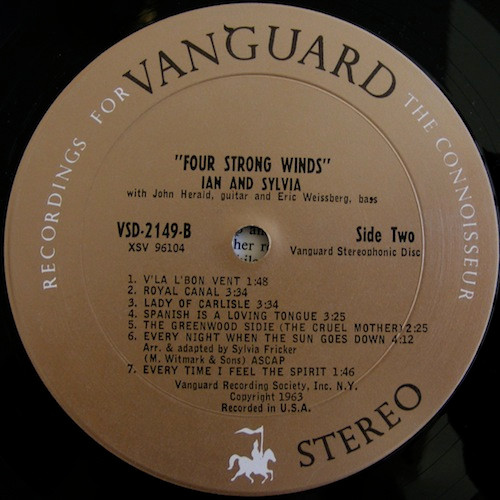 RECORDINGS FOR VANGUARD THE CONNOISSEUR
"FOUR STRONG WINDS"
IAN AND SYLVIA
with John Herald, guitar and Eric Weissberg, bass
VSD-2149-B
XSV 96104
Side Two
Vanguard Stereophonic Disc
her
1. V'LA L'BON VENT 1:48
2. ROYAL CANAL 3:34
3. LADY OF CARLISLE 3:34
4. SPANISH IS A LOVING TONGUE 3:25
5. THE GREENWOOD SIDIE (THE CRUEL MOTHER) 2:25
6. EVERY NIGHT WHEN THE SUN GOES DOWN 4:12
Arr. & adapted by Sylvia Fricker
(M. Witmark & Sons) ASCAP
7. EVERY TIME I FEEL THE SPIRIT 1:46
Vanguard Recording Society, Inc. N.Y.
Copyright 1963
Recorded in U.S.A.
STEREO